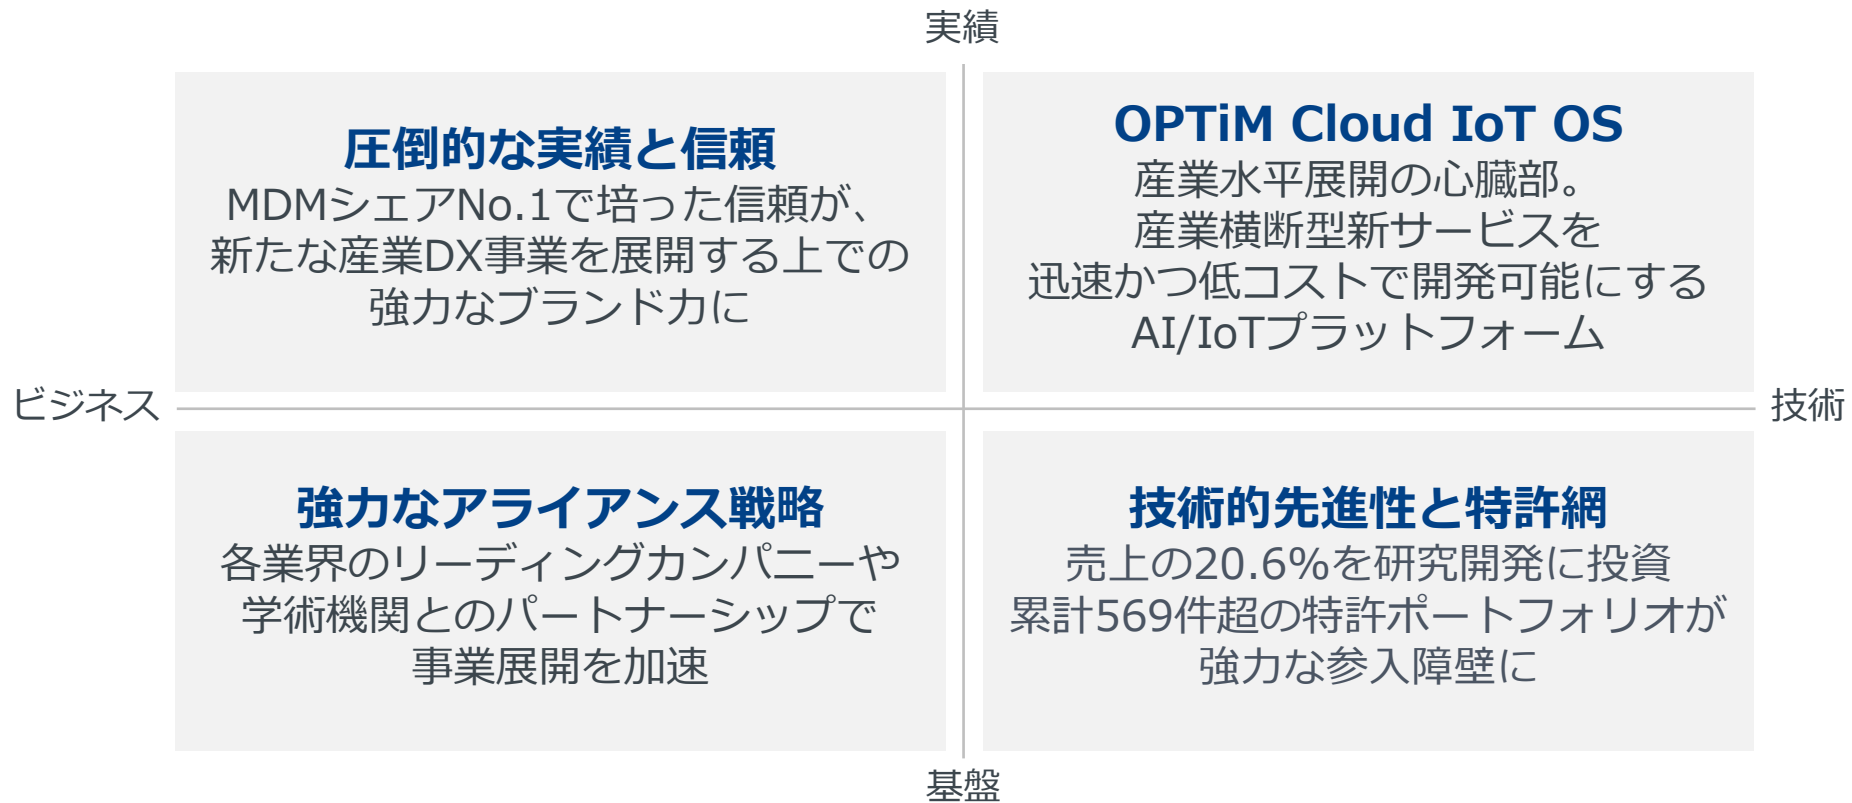 実績
圧倒的な実績と信頼
MDMシェアNo.1で培った信頼が、
新たな産業DX事業を展開する上での
強力なブランド力に
OPTiM Cloud IoT OS
産業水平展開の心臓部。
産業横断型新サービスを
迅速かつ低コストで開発可能にする
AI/IoTプラットフォーム
ビジネス
技術
強力なアライアンス戦略
各業界のリーディングカンパニーや
学術機関とのパートナーシップで
事業展開を加速
技術的先進性と特許網
売上の20.6%を研究開発に投資
累計569件超の特許ポートフォリオが
強力な参入障壁に
基盤